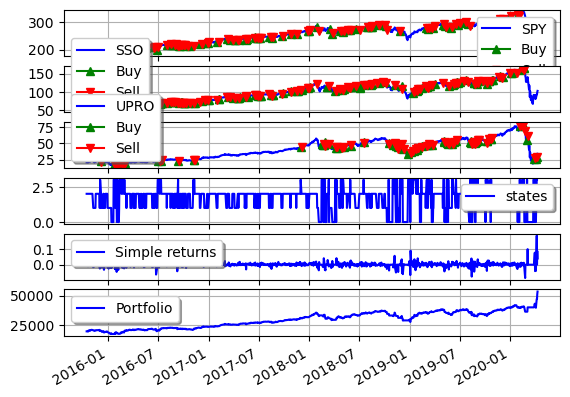 300
200
SPY
Buy
SSO
Buy
Sell
150
100
50
UPRO
Buy
Sell
75
50
25
2.5
0.0
states
0.1
0.0
Simple returns
50000
25000
Portfolio
2016-01
2016-07
2017-01
2017-07
2018-01
2018-07
2019-01
2019-07
2020-01